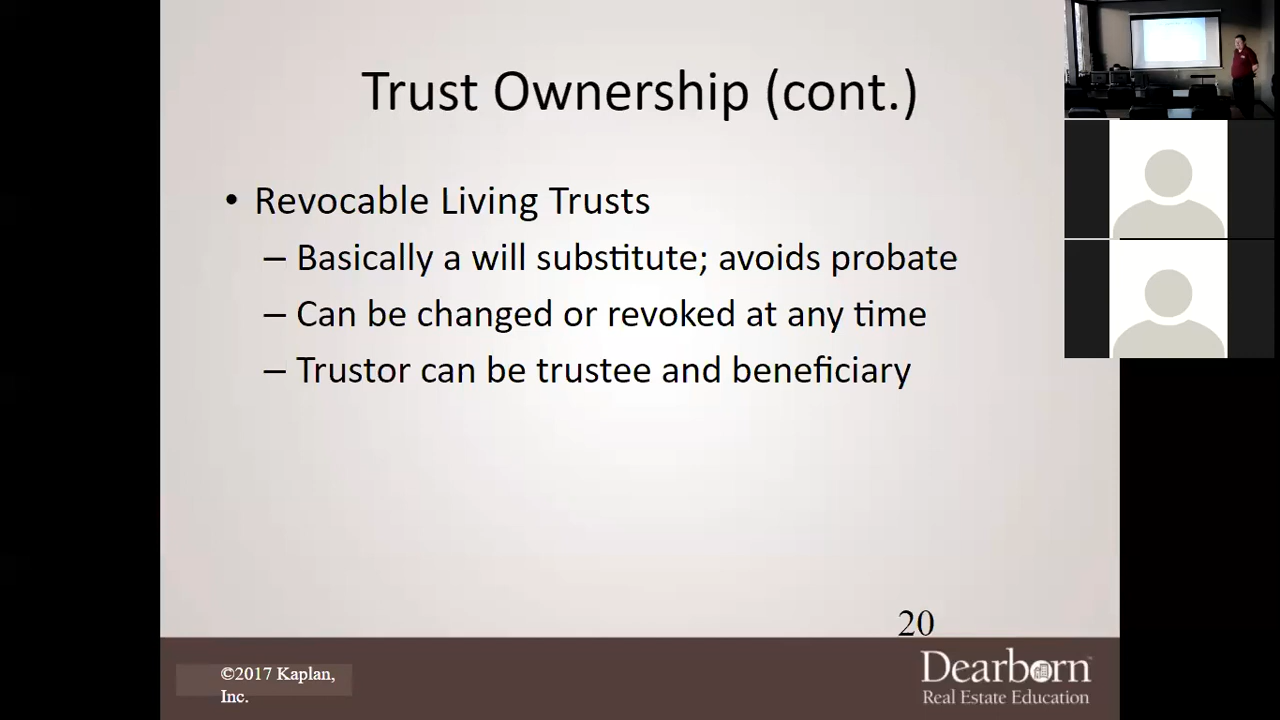 Trust Ownership (cont.)
• Revocable Living Trusts
– Basically a will substitute; avoids probate
– Can be changed or revoked at any time
– Trustor can be trustee and beneficiary
20
©2017 Kaplan,
Inc.
Dearborn
Real Estate Education